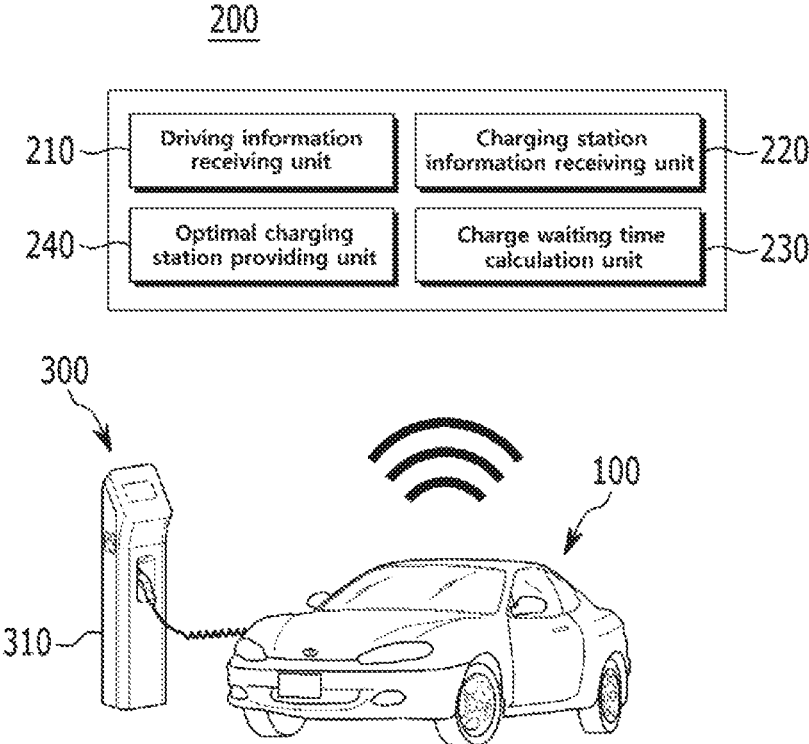 200
210
Driving information
receiving unit
Charging station
information receiving unit
220
240
Optimal charging
station providing unit
Charge waiting time
calculation unit
230
300
100
310